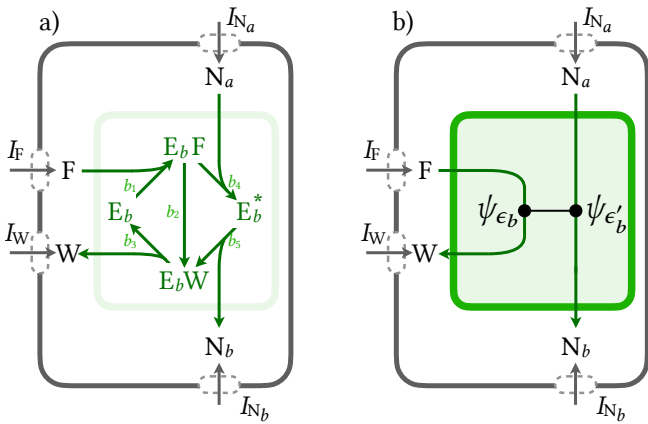 a)
I_{N_a}
N_a
I_F
F
E_b F
b_1
b_4
E_b
b_2
E_b^*
I_W
W
b_3
b_5
E_b W
N_b
I_{N_b}
b)
I_{N_a}
N_a
I_F
F
ψ_{ϵ_b}
ψ_{ϵ'_b}
I_W
W
N_b
I_{N_b}